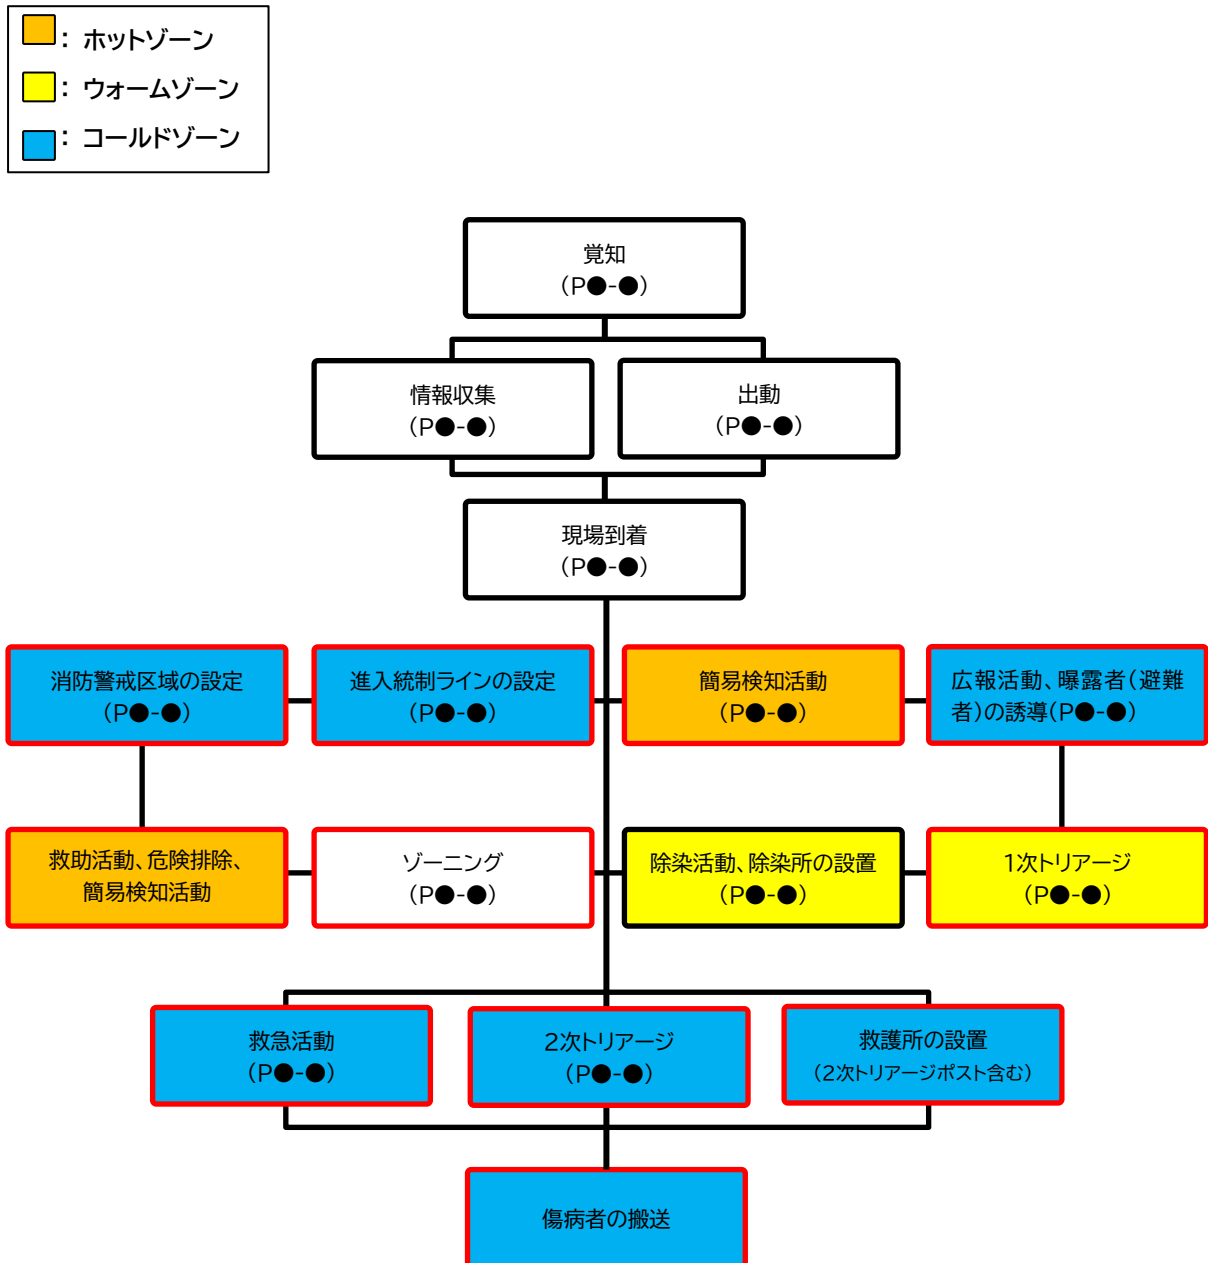 ： ホットゾーン
： ウォームゾーン
： コールドゾーン
覚知
（P●-●）
情報収集
（P●-●）
出動
（P●-●）
現場到着
（P●-●）
消防警戒区域の設定
（P●-●）
進入統制ラインの設定
（P●-●）
簡易検知活動
（P●-●）
広報活動、曝露者（避難
者）の誘導（P●-●）
救助活動、危険排除、
簡易検知活動
ゾーニング
（P●-●）
除染活動、除染所の設置
（P●-●）
1次トリアージ
（P●-●）
救急活動
（P●-●）
2次トリアージ
（P●-●）
救護所の設置
（2次トリアージポスト含む）
傷病者の搬送